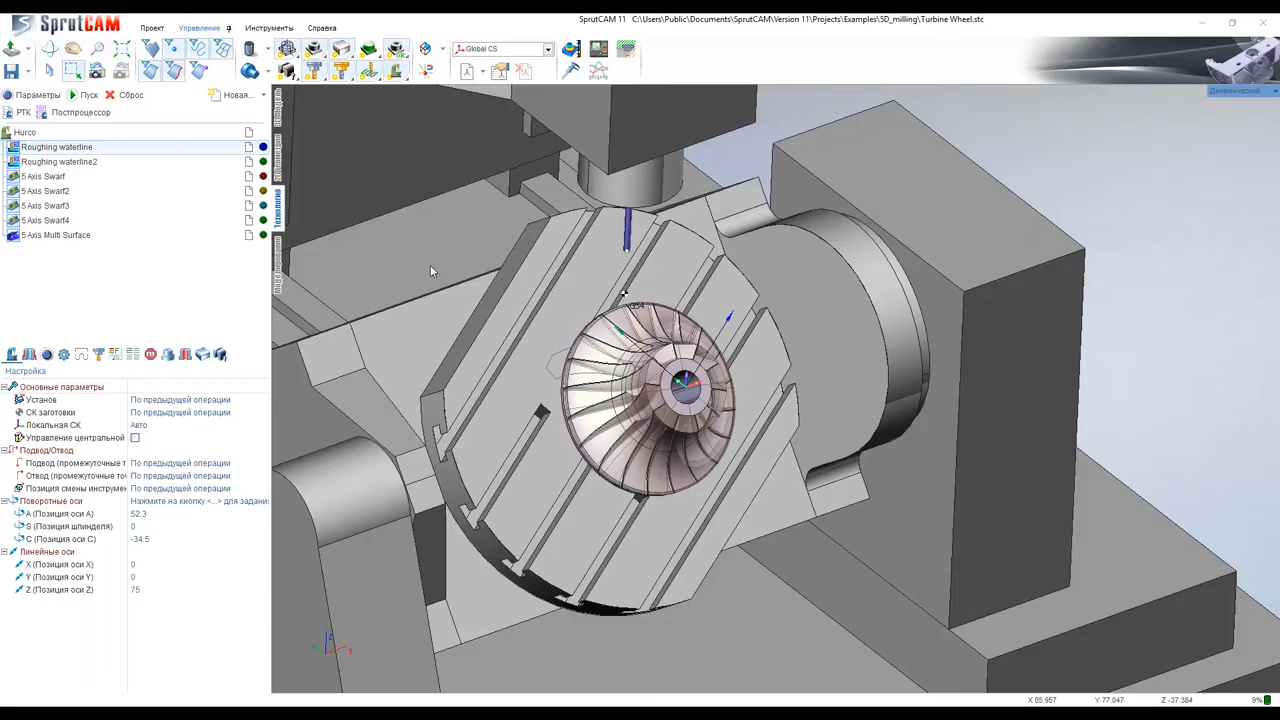 SprutCAM 11   C:\Users\Public\Documents\SprutCAM\Version 11\Projects\Examples\5D_milling\Turbine Wheel.stc
SprutCAM
Проект Управление Инструменты Справка
Global CS
Динамический
Параметры Пуск Сброс Новая...
РТК Постпроцессор
Hurco
Roughing waterline
Roughing waterline2
5 Axis Swarf
5 Axis Swarf2
5 Axis Swarf3
5 Axis Swarf4
5 Axis Multi Surface
Технология
Моделирование
G54
Настройка
Основные параметры
Установ По предыдущей операции
СК заготовки По предыдущей операции
Локальная СК Авто
Управление центральной
Подвод/Отвод
Подвод (промежуточные т По предыдущей операции
Отвод (промежуточные то По предыдущей операции
Позиция смены инструмен По предыдущей операции
Поворотные оси Нажмите на кнопку <...> для задани
A (Позиция оси A) 52.3
S (Позиция шпинделя) 0
C (Позиция оси C) -34.5
Линейные оси
X (Позиция оси X) 0
Y (Позиция оси Y) 0
Z (Позиция оси Z) 75
Z
X
X 85.957 Y 77.047 Z -37.384 9%